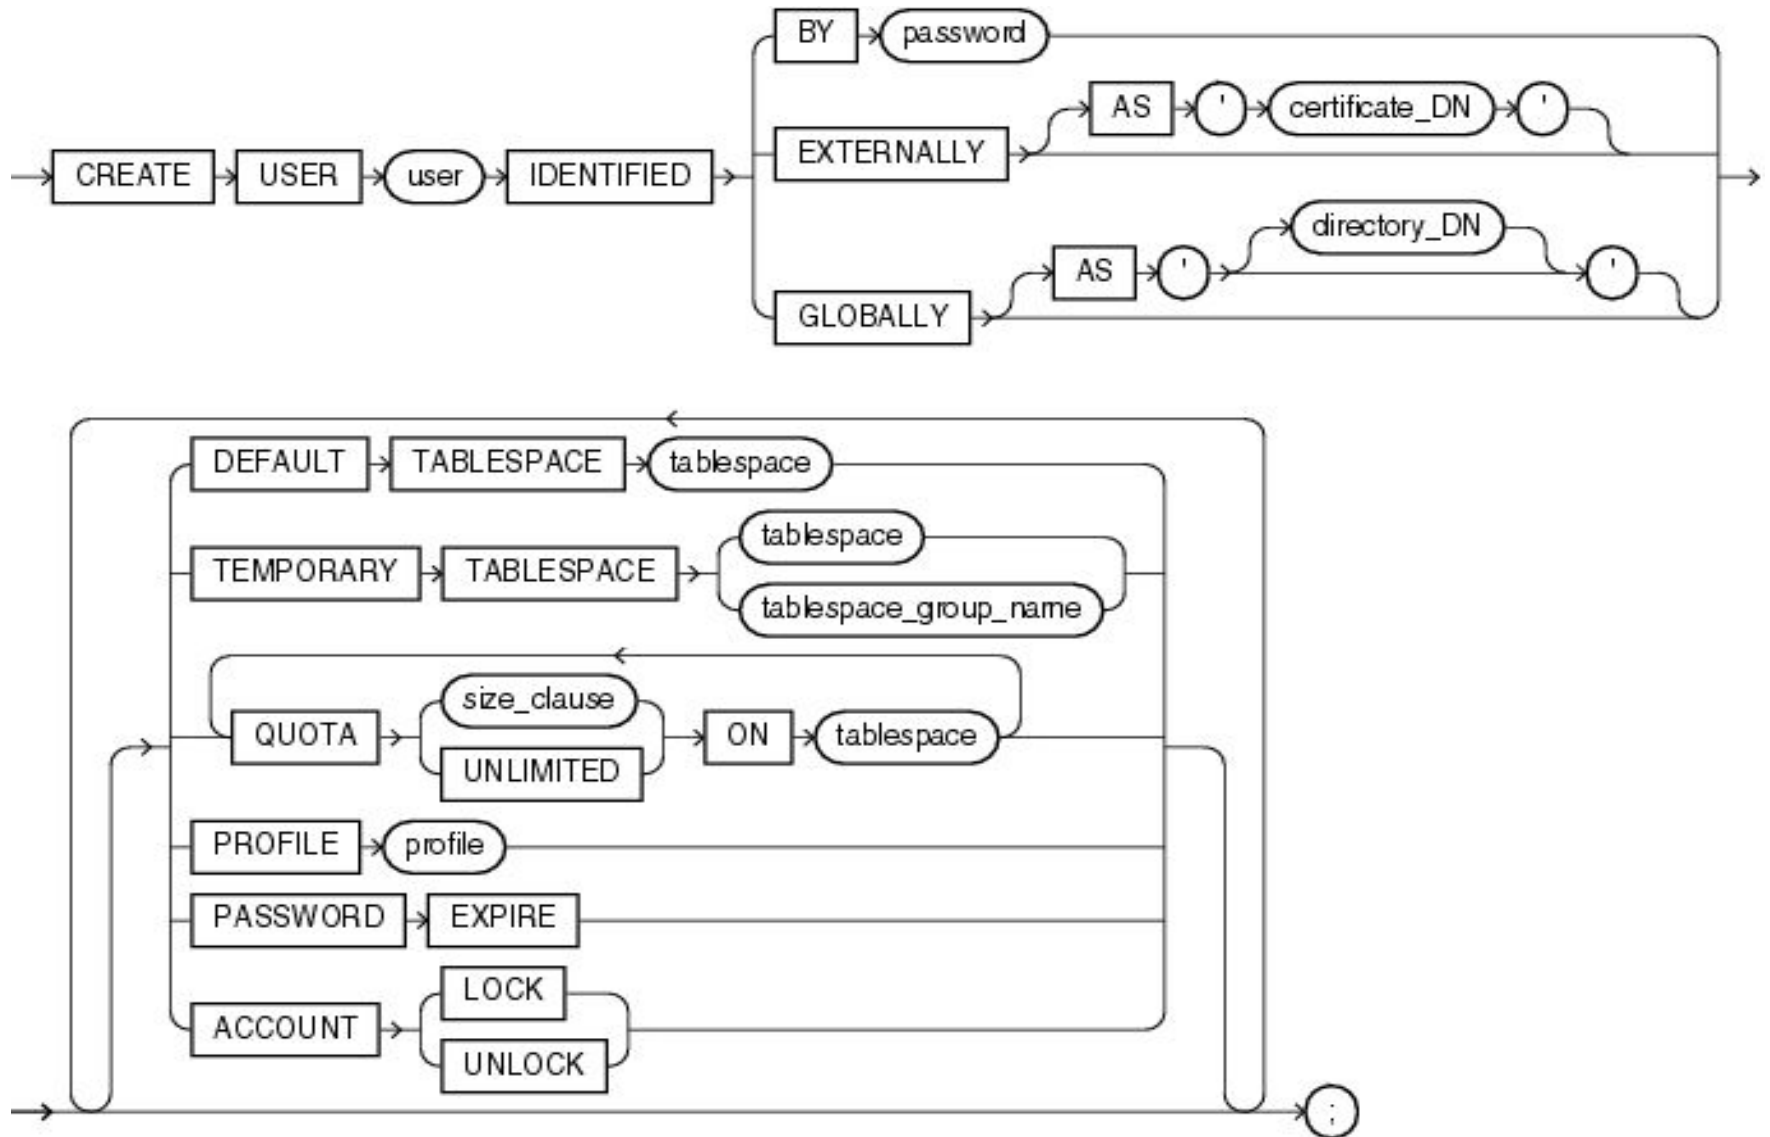 BY password
AS ' certificate_DN '
EXTERNALLY
CREATE USER user IDENTIFIED
directory_DN
AS ' '
GLOBALLY
DEFAULT TABLESPACE tablespace
tablespace
TEMPORARY TABLESPACE
tablespace_group_name
size_clause
QUOTA ON tablespace
UNLIMITED
PROFILE profile
PASSWORD EXPIRE
LOCK
ACCOUNT
UNLOCK
;